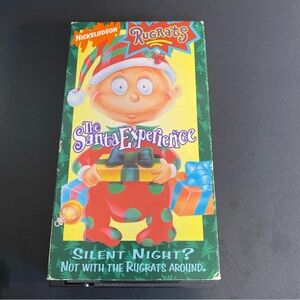 NICKELODEON
RUGRATS
The
Santa Experience
SILENT NIGHT?
NOT WITH THE RUGRATS AROUND.